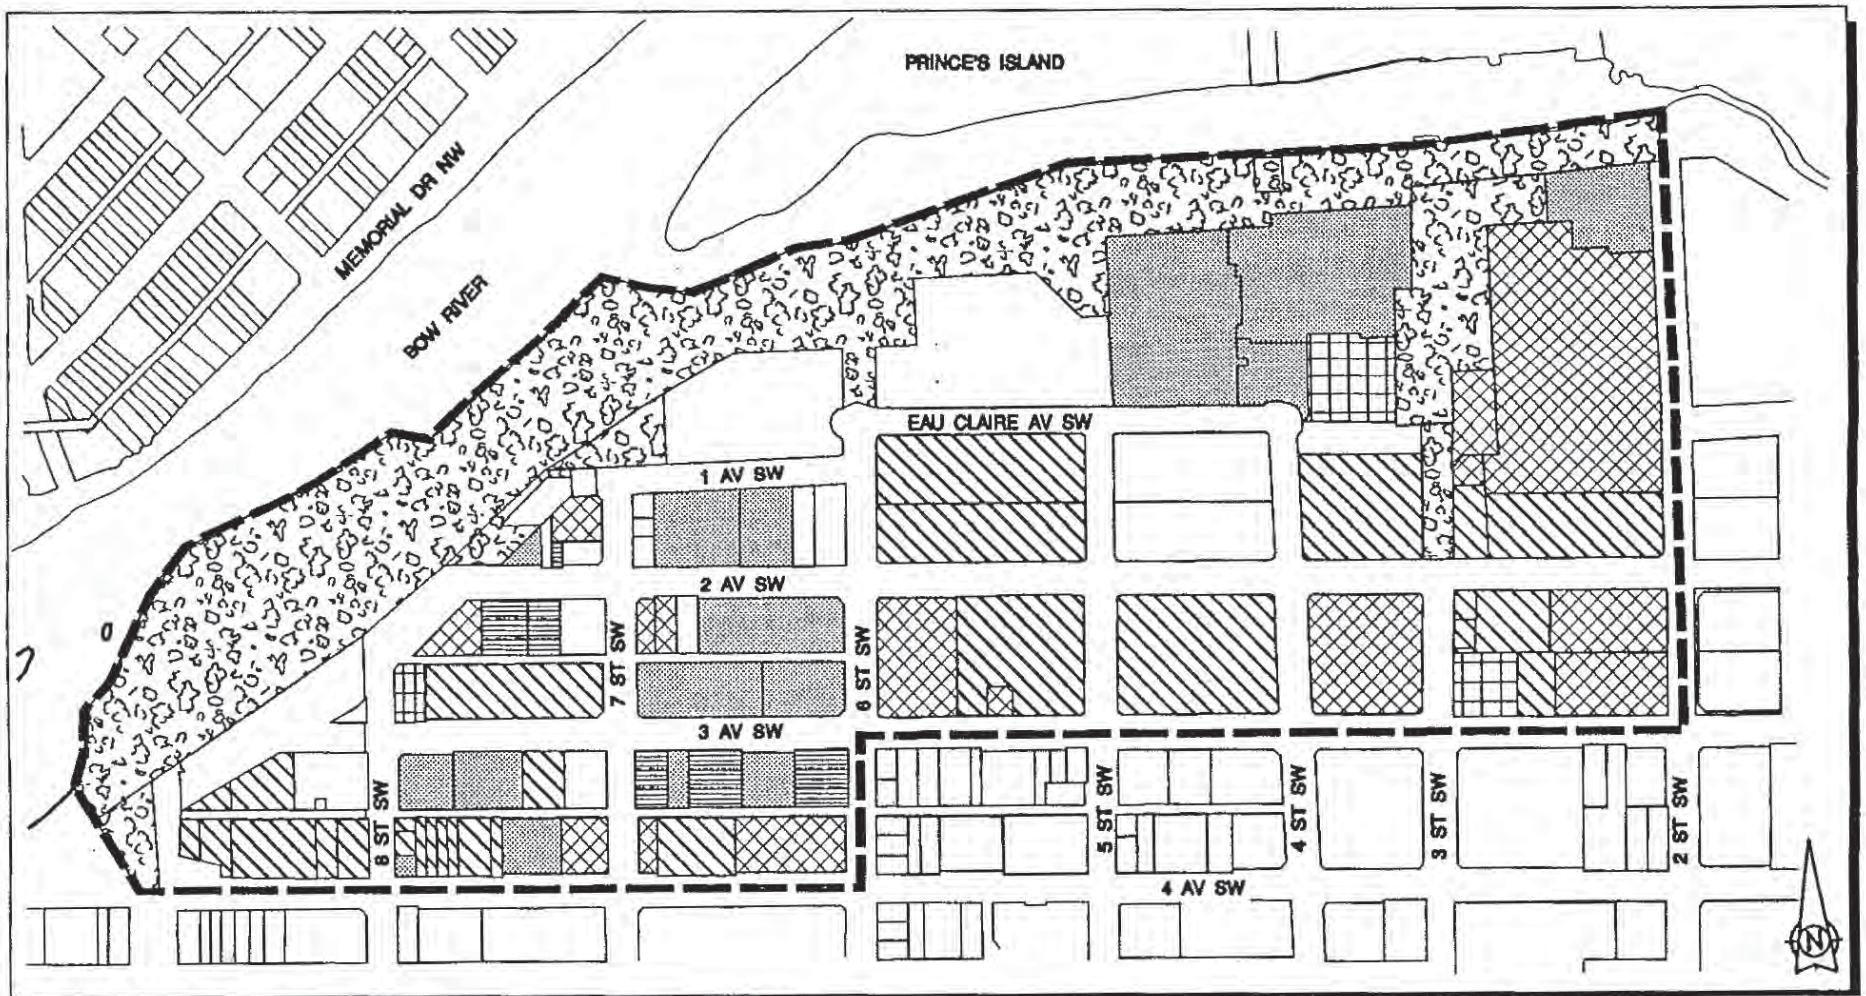 PRINCE'S ISLAND
MEMORIAL DR NW
BOW RIVER
EAU CLAIRE AV SW
1 AV SW
2 AV SW
7 ST SW
6 ST SW
3 AV SW
8 ST SW
5 ST SW
4 ST SW
3 ST SW
2 ST SW
4 AV SW
N